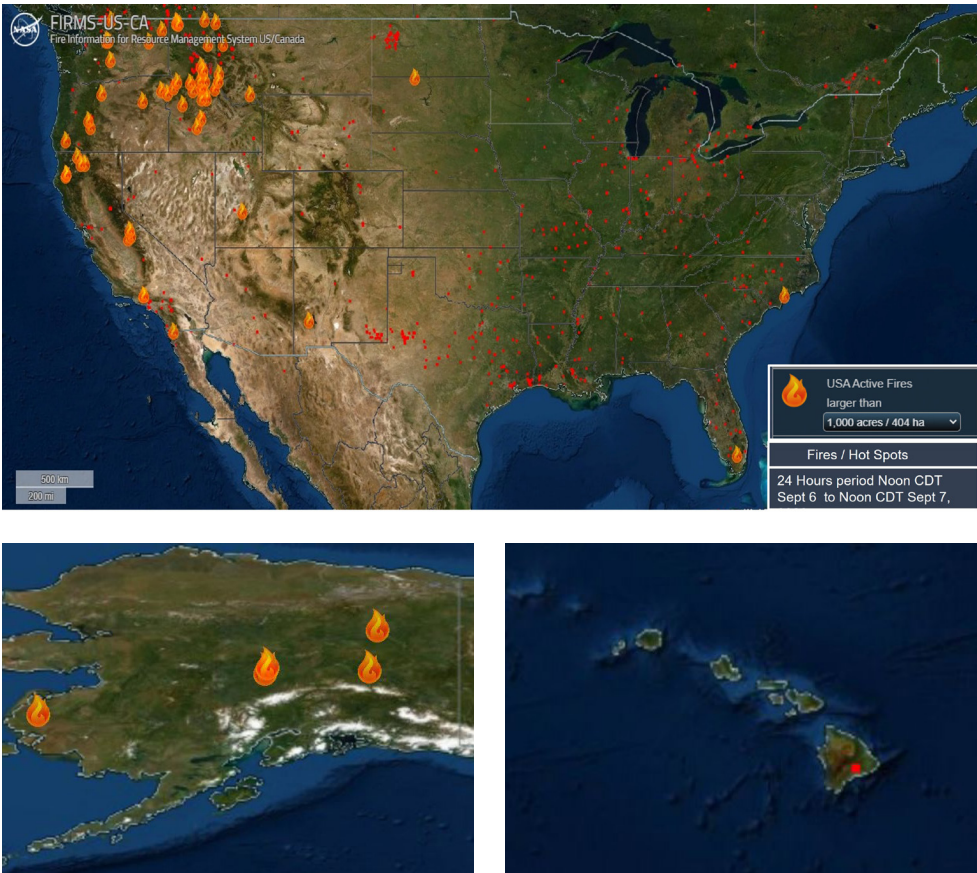 NASA
FIRMS-US-CA
Fire Information for Resource Management System US/Canada
USA Active Fires
larger than
1,000 acres / 404 ha
Fires / Hot Spots
24 Hours period Noon CDT
Sept 6 to Noon CDT Sept 7,
500 km
200 mi